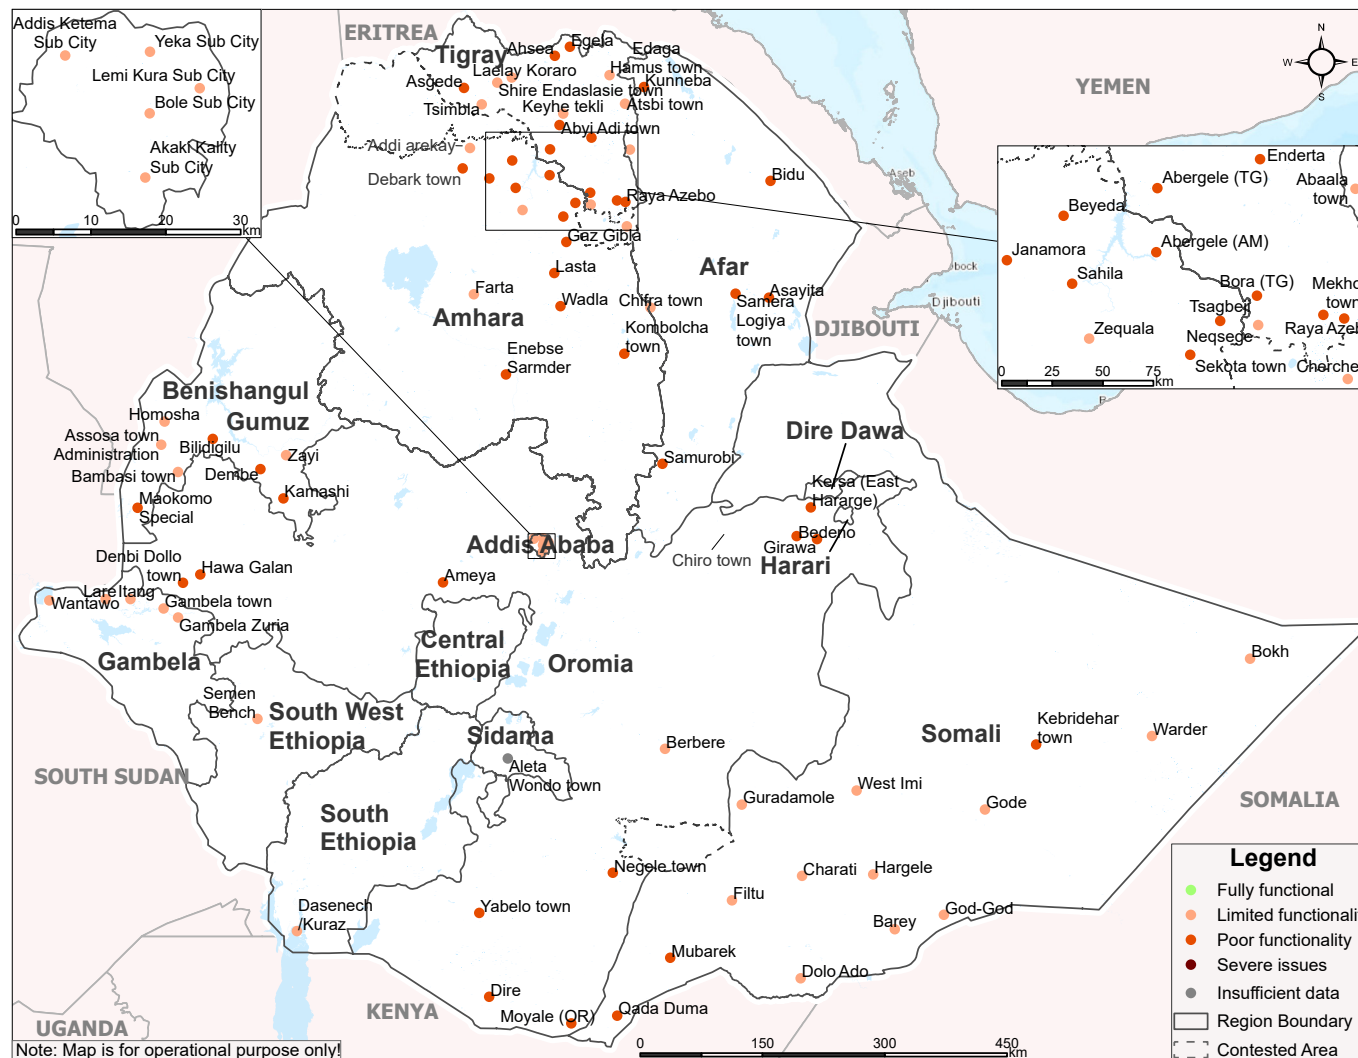 Addis Ketema
Sub City
Yeka Sub City
Lemi Kura Sub City
Bole Sub City
Akaki Kality
Sub City
0 10 20 30
km
ERITREA
Tigray
Ahsea
Egela
Edaga
Hamus town
Laelay Koraro
Kunneba
Asgede
Shire Endaslasie town
Tsimbla
Keyhe tekli
Atsbi town
Abyi Adi town
Addi arekay
Debark town
Raya Azebo
Bidu
Gaz Gibla
Lasta
Afar
Farta
Wadla
Chifra town
Asayita
Samera
Logiya
town
Amhara
Kombolcha
town
Enebse
Sarmder
YEMEN
N
W E
S
Aseb
bock
Djibouti
DJIBOUTI
Enderta
Abergele (TG)
Abaala
town
Beyeda
Janamora
Abergele (AM)
Sahila
Bora (TG)
Mekho
town
Tsagbeji
Zequala
Neqsege
Raya Azeb
Sekota town
Cherche
0 25 50 75
km
Benishangul
Gumuz
Homosha
Assosa town
Administration
Bilidigilu
Zayi
Bambasi town
Dembe
Kamashi
Maokomo
Special
Dire Dawa
Samurobi
Kersa (East
Hararge)
Bedeno
Girawa
Chiro town
Harari
Addis Ababa
Denbi Dollo
town
Hawa Galan
Ameya
Lare
Itang
Wantawo
Gambela town
Gambela Zuria
Gambela
Central
Ethiopia
Oromia
Bokh
Semen
Bench
South West
Ethiopia
Sidama
Aleta
Wondo town
Berbere
Somali
Kebridehar
town
Warder
SOUTH SUDAN
Guradamole
West Imi
Gode
SOMALIA
South
Ethiopia
Negele town
Charati
Hargele
Filtu
Barey
God-God
Dasenech
/Kuraz
Yabelo town
Mubarek
Dolo Ado
Dire
Moyale (OR)
Qada Duma
KENYA
UGANDA
Note: Map is for operational purpose only!
0 150 300 450
km
Legend
Fully functional
Limited functionali
Poor functionality
Severe issues
Insufficient data
Region Boundary
Contested Area